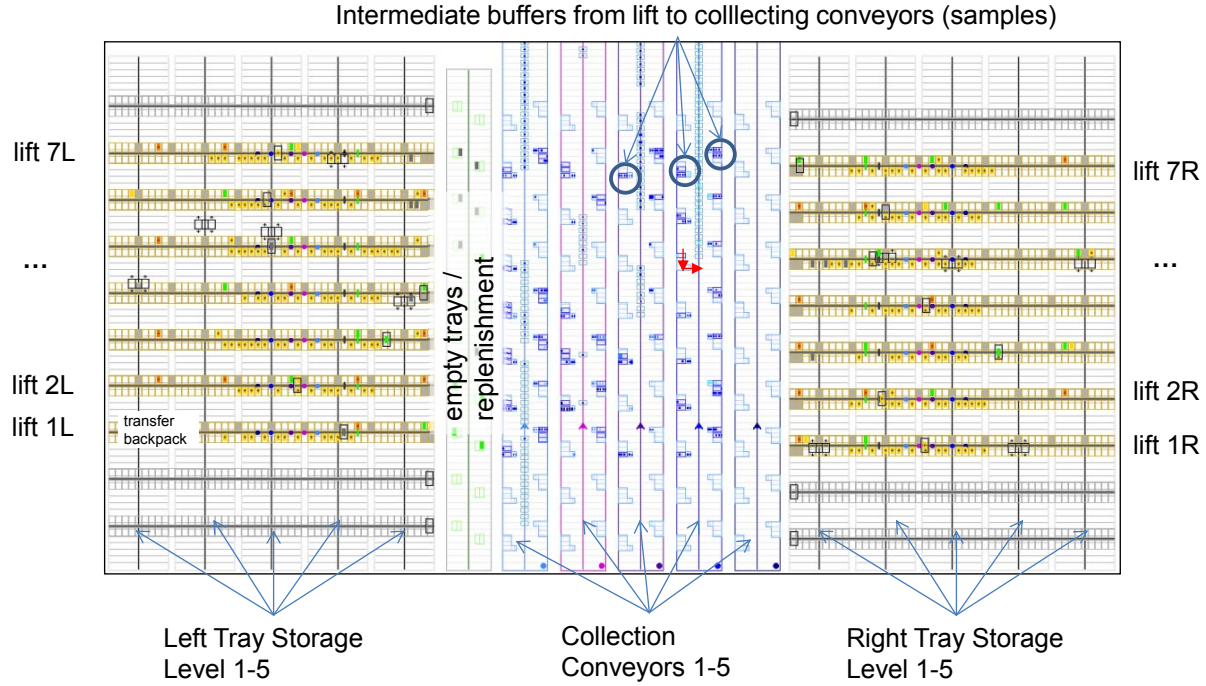 Intermediate buffers from lift to colllecting conveyors (samples)
lift 7L
...
lift 2L
lift 1L
transfer
backpack
empty trays /
replenishment
lift 7R
...
lift 2R
lift 1R
Left Tray Storage
Level 1-5
Collection
Conveyors 1-5
Right Tray Storage
Level 1-5